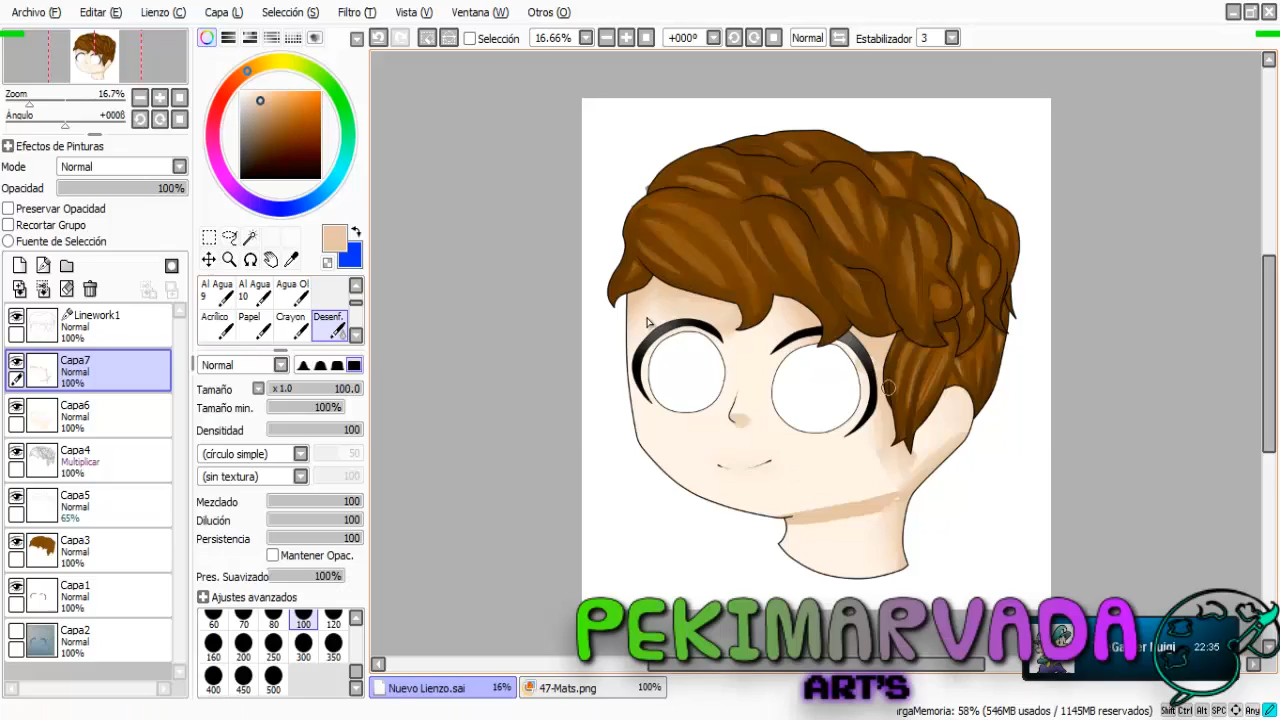 Archivo (F) Editar (E) Lienzo (C) Capa (L) Selección (S) Filtro (T) Vista (V) Ventana (W) Otros (O)
Selección 16.66% +000° Normal Estabilizador 3
Zoom 16.7%
Ángulo +000ß
Efectos de Pinturas
Mode Normal
Opacidad 100%
Preservar Opacidad
Recortar Grupo
Fuente de Selección
Linework1
Normal
100%
Capa7
Normal
100%
Capa6
Normal
100%
Capa4
Multiplicar
100%
Capa5
Normal
65%
Capa3
Normal
100%
Capa1
Normal
100%
Capa2
Normal
100%
Al Agua 9
Al Agua 10
Agua Ol
Acrílico
Papel
Crayon
Desenf.
Normal
Tamaño x 1.0 100.0
Tamaño min. 100%
Densitidad 100
(círculo simple) 50
(sin textura) 100
Mezclado 100
Dilución 100
Persistencia 100
Mantener Opac.
Pres. Suavizado 100%
Ajustes avanzados
60 70 80 100 120
160 200 250 300 350
400 450 500
PEKIMARVADA
ART'S
22:35
Nuevo Lienzo.sai 16% 47-Mats.png 100%
argaMemoria: 58% (546MB usados / 1145MB reservados)
Shift Ctrl Alt SPC Any